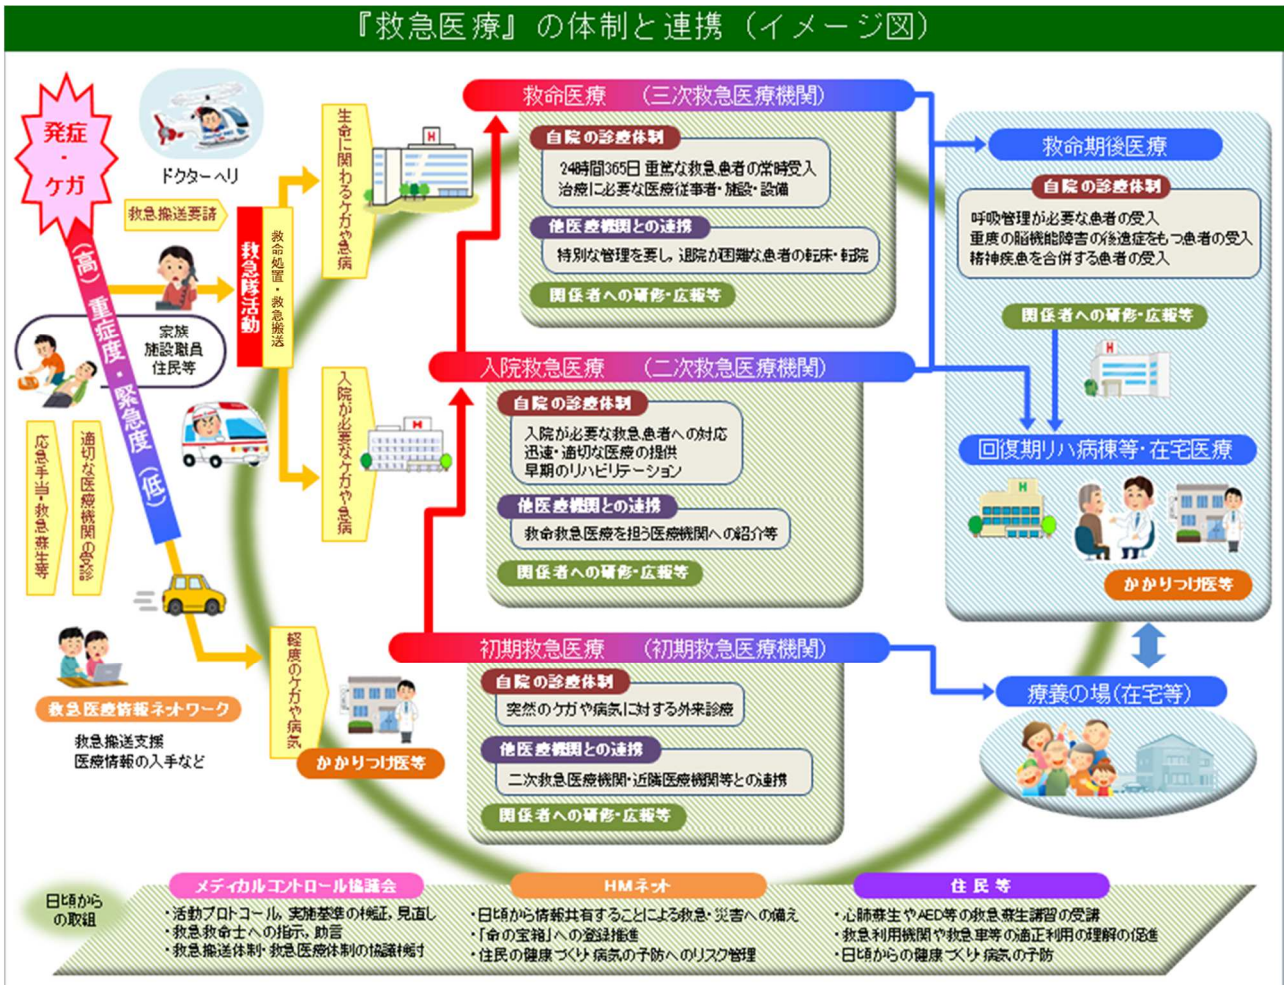 『救急医療』の体制と連携（イメージ図）
発症・ケガ
ドクターヘリ
救急搬送要請
救急隊活動
救命処置・救急搬送
（高）重症度・緊急度（低）
家族
施設職員
住民等
応急手当・救急蘇生等
適切な医療機関の受診
救急医療情報ネットワーク
救急搬送支援
医療情報の入手など
生命に関わるケガや急病
入院が必要なケガや急病
軽度のケガや病気
かかりつけ医等
救命医療　（三次救急医療機関）
自院の診療体制
24時間365日 重篤な救急患者の常時受入
治療に必要な医療従事者・施設・設備
他医療機関との連携
特別な管理を要し，退院が困難な患者の転床・転院
関係者への研修・広報等
入院救急医療　（二次救急医療機関）
自院の診療体制
入院が必要な救急患者への対応
迅速・適切な医療の提供
早期のリハビリテーション
他医療機関との連携
救命救急医療を担う医療機関への紹介等
関係者への研修・広報等
初期救急医療　（初期救急医療機関）
自院の診療体制
突然のケガや病気に対する外来診療
他医療機関との連携
二次救急医療機関・近隣医療機関等との連携
関係者への研修・広報等
救命期後医療
自院の診療体制
呼吸管理が必要な患者の受入
重度の脳機能障害の後遺症をもつ患者の受入
精神疾患を合併する患者の受入
関係者への研修・広報等
回復期リハ病棟等・在宅医療
かかりつけ医等
療養の場（在宅等）
日頃からの取組
メディカルコントロール協議会
・活動プロトコール，実施基準の検証，見直し
・救急救命士への指示，助言
・救急搬送体制・救急医療体制の協議検討
HMネット
・日頃から情報共有することによる救急・災害への備え
・「命の宝箱」への登録推進
・住民の健康づくり・病気の予防へのリスク管理
住民等
・心肺蘇生やAED等の救急蘇生講習の受講
・救急利用機関や救急車等の適正利用の理解の促進
・日頃からの健康づくり・病気の予防